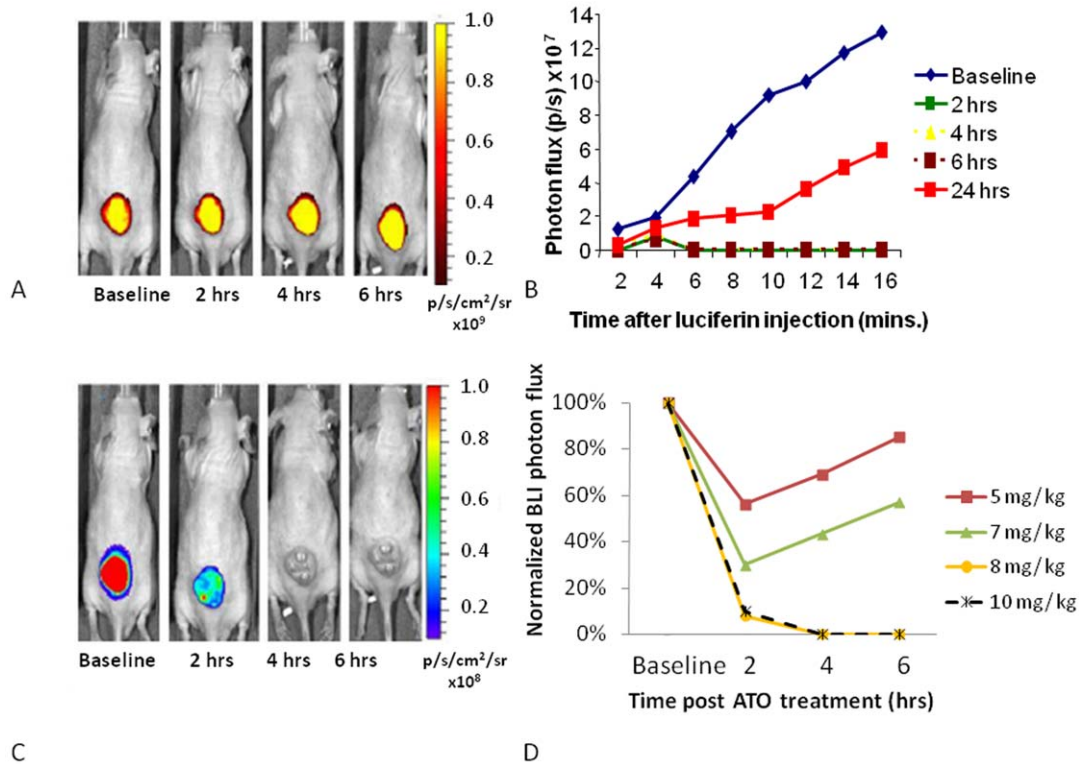 1.0
0.8
0.6
0.4
0.2
Baseline 2 hrs 4 hrs 6 hrs
p/s/cm²/sr
x10⁹
A
14
12
10
8
6
4
2
0
Photon flux (p/s) x10⁷
2 4 6 8 10 12 14 16
Time after luciferin injection (mins.)
Baseline
2 hrs
4 hrs
6 hrs
24 hrs
B
1.0
0.8
0.6
0.4
0.2
Baseline 2 hrs 4 hrs 6 hrs
p/s/cm²/sr
x10⁸
C
100%
80%
60%
40%
20%
0%
Normalized BLI photon flux
Baseline 2 4 6
Time post ATO treatment (hrs)
5 mg/kg
7 mg/kg
8 mg/kg
10 mg/kg
D